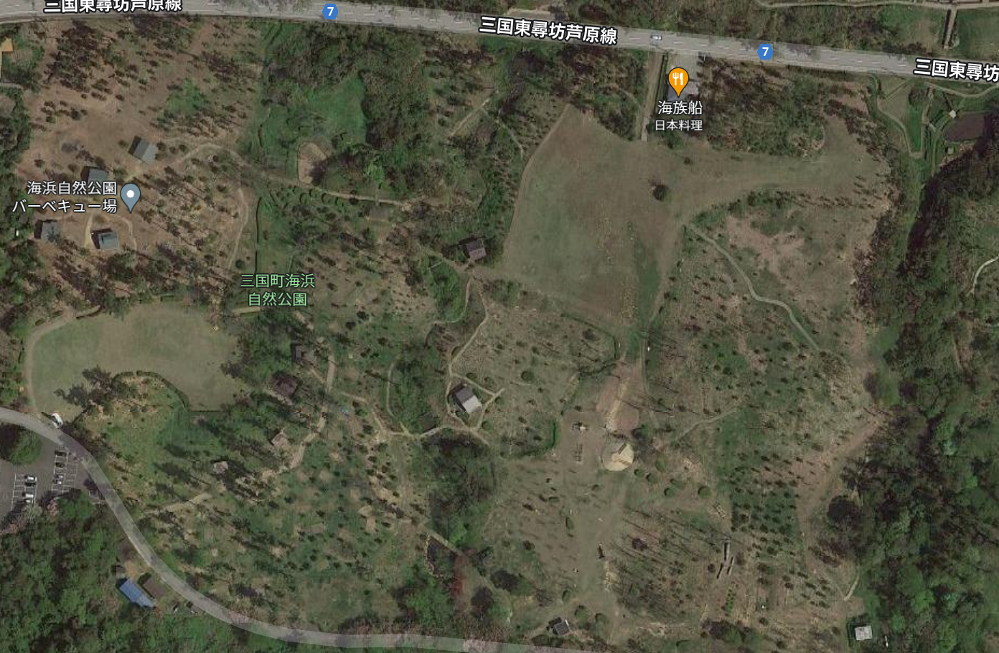 三国東尋坊芦原線
7
三国東尋坊芦原線
7
三国東尋坊
海族船
日本料理
海浜自然公園
バーベキュー場
三国町海浜
自然公園